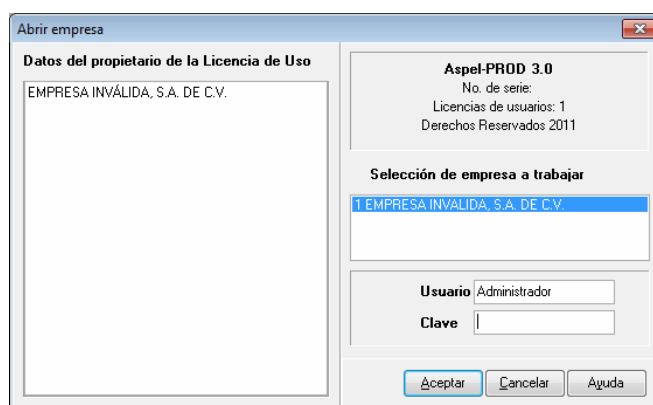 Abrir empresa
Datos del propietario de la Licencia de Uso
EMPRESA INVÁLIDA, S.A. DE C.V.
Aspel-PROD 3.0
No. de serie:
Licencias de usuarios: 1
Derechos Reservados 2011
Selección de empresa a trabajar
1 EMPRESA INVALIDA, S.A. DE C.V.
Usuario Administrador
Clave
Aceptar Cancelar Ayuda